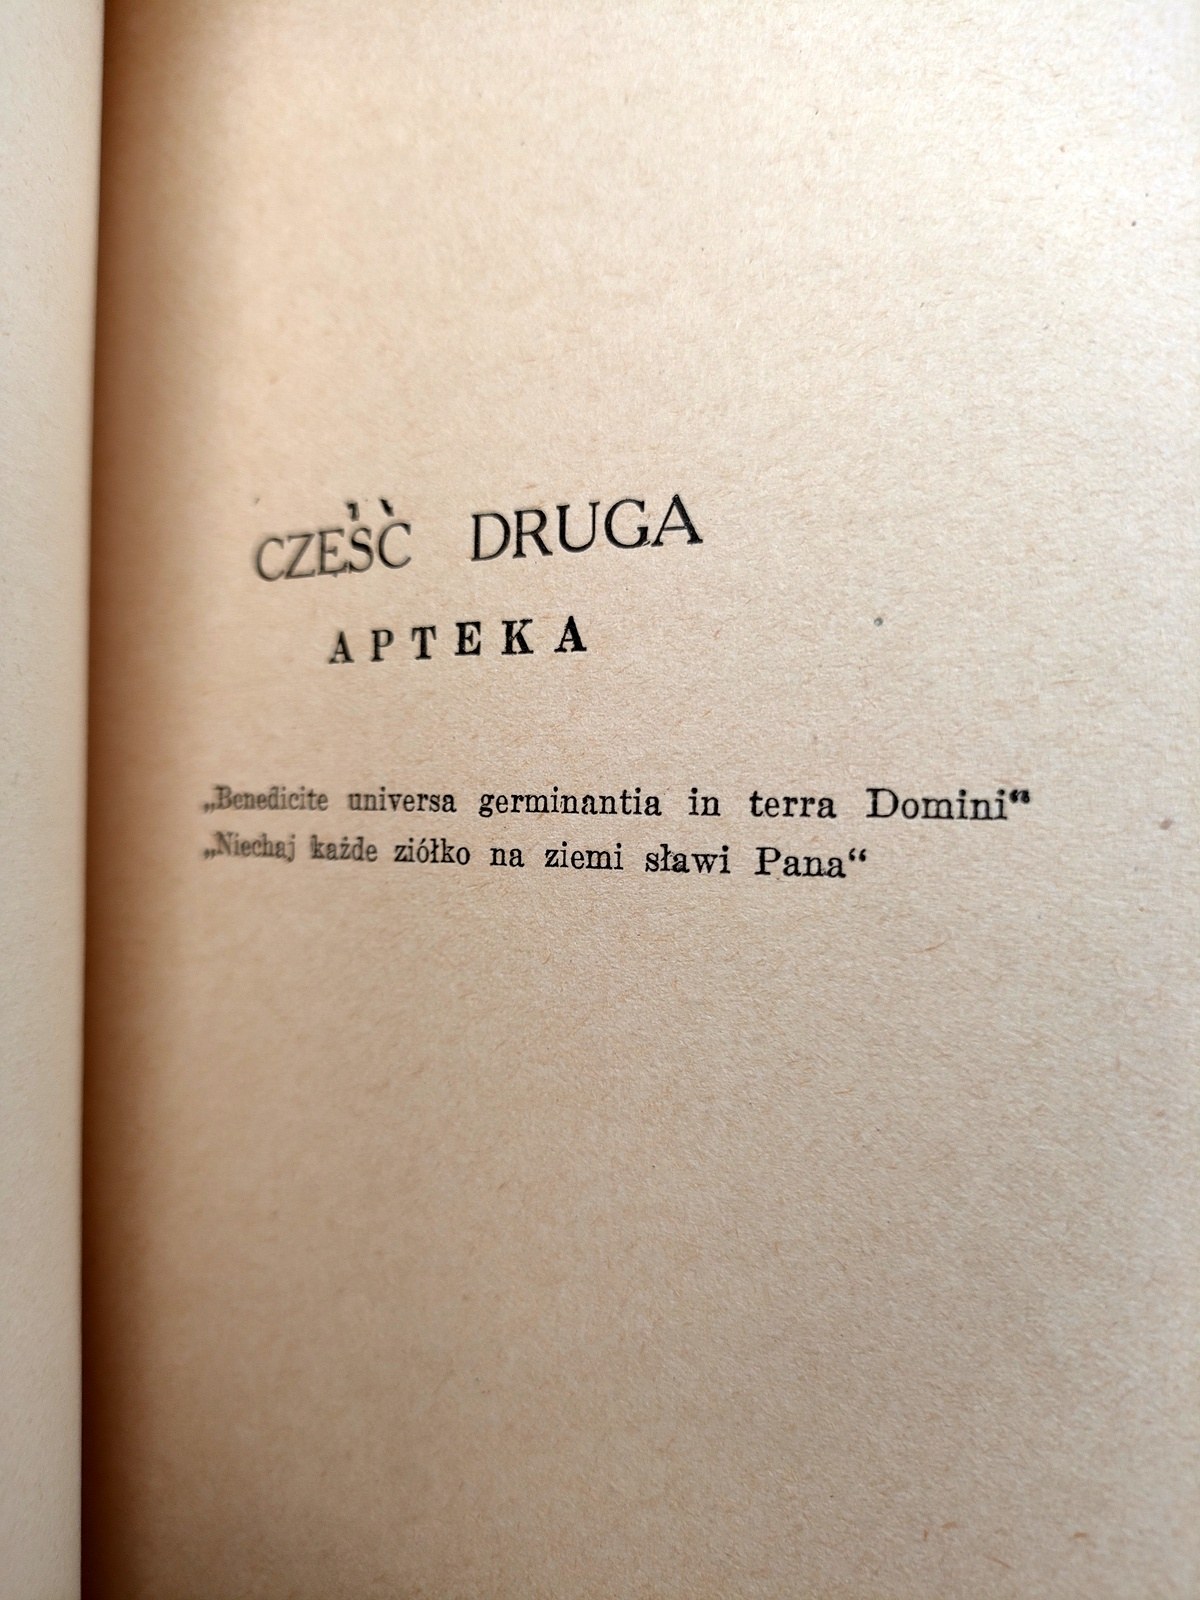 CZĘŚĆ DRUGA
APTEKA
„Benedicite universa germinantia in terra Domini“
„Niechaj każde ziółko na ziemi sławi Pana“